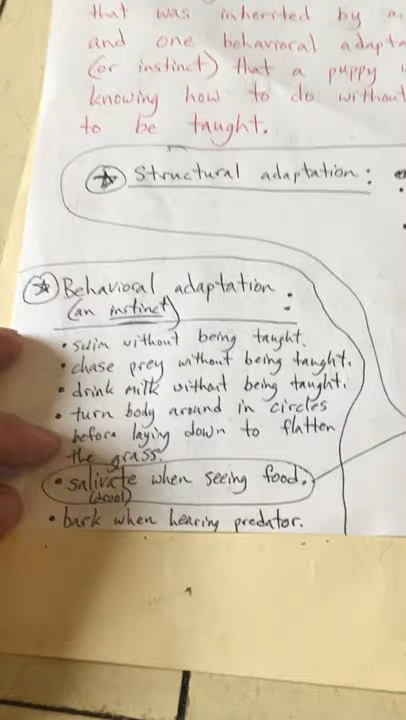 that was inherited by a
and one behavioral adapta
(or instinct) that a puppy
knowing how to do without
to be taught.
Structural adaptation:
Behavioral adaptation:
(an instinct)
• swim without being taught.
• chase prey without being taught.
• drink milk without being taught.
• turn body around in circles
before laying down to flatten
the grass
• salivate when seeing food.
(drool)
• bark when hearing predator.